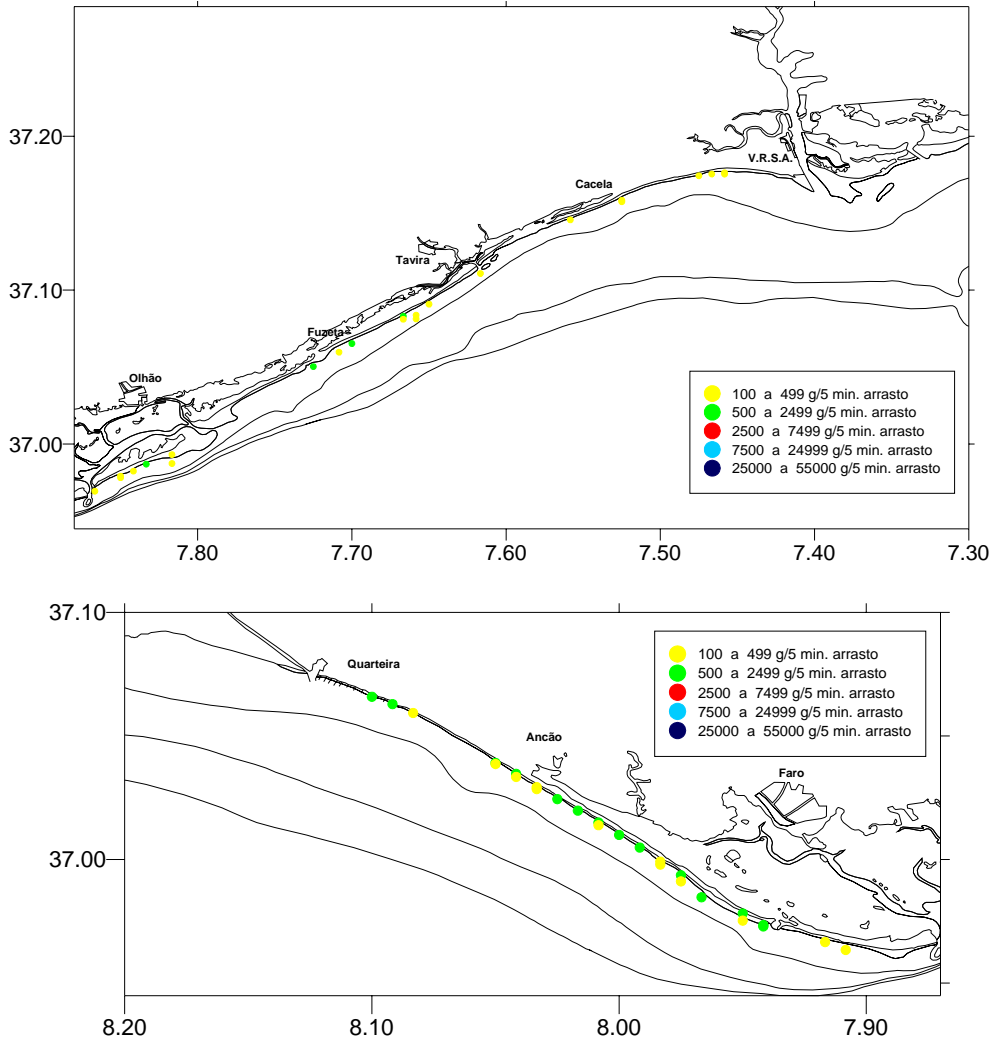 37.20
37.10
37.00
V.R.S.A.
Cacela
Tavira
Fuzeta
Olhão
100 a 499 g/5 min. arrasto
500 a 2499 g/5 min. arrasto
2500 a 7499 g/5 min. arrasto
7500 a 24999 g/5 min. arrasto
25000 a 55000 g/5 min. arrasto
7.80 7.70 7.60 7.50 7.40 7.30
37.10
37.00
100 a 499 g/5 min. arrasto
500 a 2499 g/5 min. arrasto
2500 a 7499 g/5 min. arrasto
7500 a 24999 g/5 min. arrasto
25000 a 55000 g/5 min. arrasto
Quarteira
Ancão
Faro
8.20 8.10 8.00 7.90